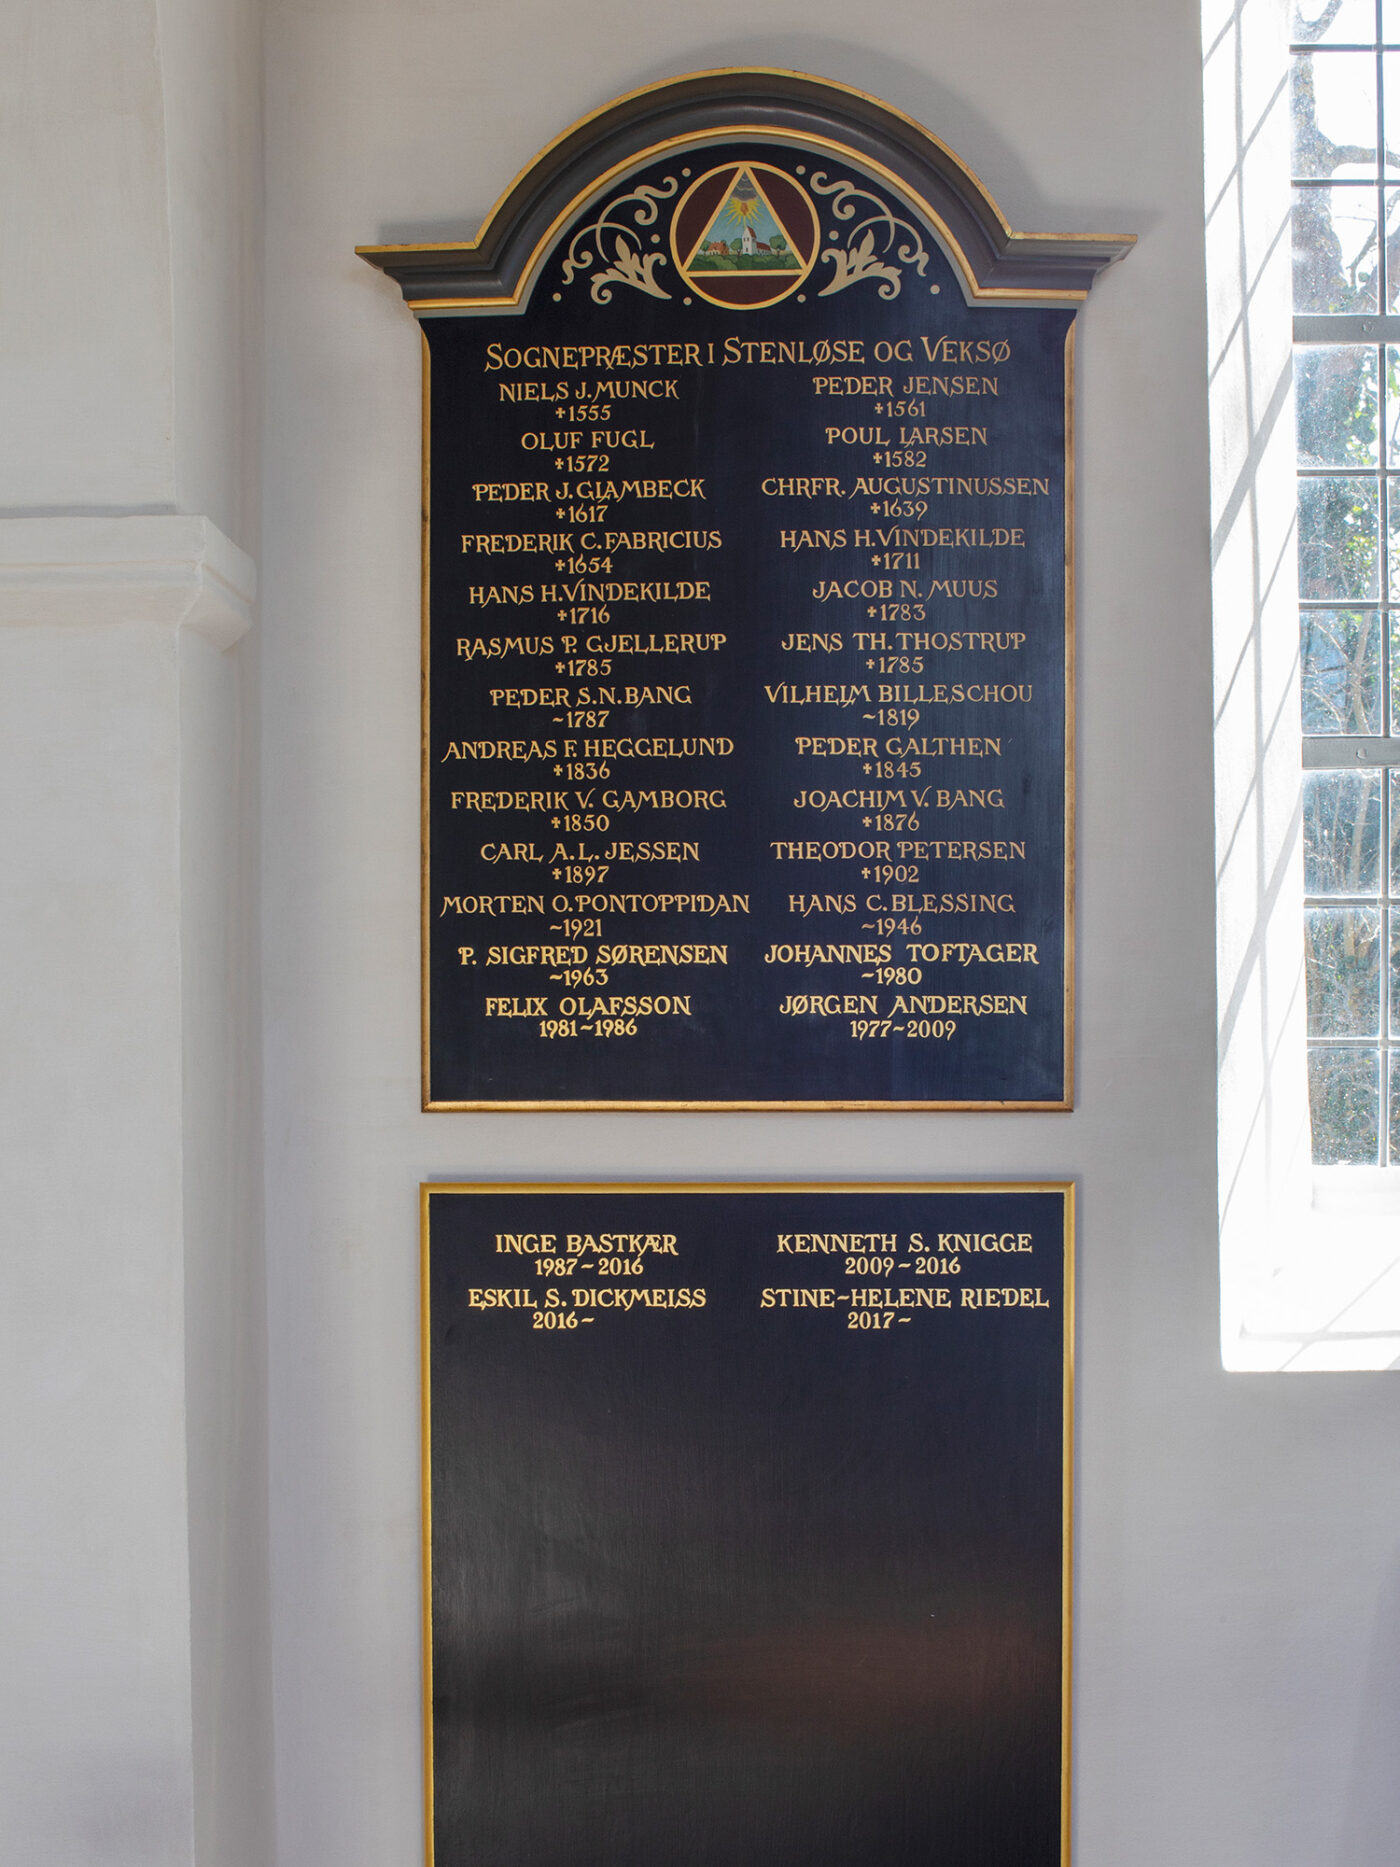 SOGNEPRÆSTER I STENLØSE OG VEKSØ
NIELS J. MUNCK
✝1555
PEDER JENSEN
✝1561
OLUF FUGL
✝1572
POUL LARSEN
✝1582
PEDER J. GLAMBECK
✝1617
CHRFR. AUGUSTINUSSEN
✝1639
FREDERIK C. FABRICIUS
✝1654
HANS H. VINDEKILDE
✝1711
HANS H. VINDEKILDE
✝1716
JACOB N. MUUS
✝1783
RASMUS P. GJELLERUP
✝1785
JENS TH. THOSTRUP
✝1785
PEDER S.N. BANG
~1787
VILHELM BILLESCHOU
~1819
ANDREAS F. HEGGELUND
✝1836
PEDER GALTHEN
✝1845
FREDERIK V. GAMBORG
✝1850
JOACHIM V. BANG
✝1876
CARL A.L. JESSEN
✝1897
THEODOR PETERSEN
✝1902
MORTEN O. PONTOPPIDAN
~1921
HANS C. BLESSING
~1946
P. SIGFRED SØRENSEN
~1963
JOHANNES TOFTAGER
~1980
FELIX OLAFSSON
1981~1986
JØRGEN ANDERSEN
1977~2009
INGE BASTKÆR
1987~2016
KENNETH S. KNIGGE
2009~2016
ESKIL S. DICKMEISS
2016~
STINE~HELENE RIEDEL
2017~